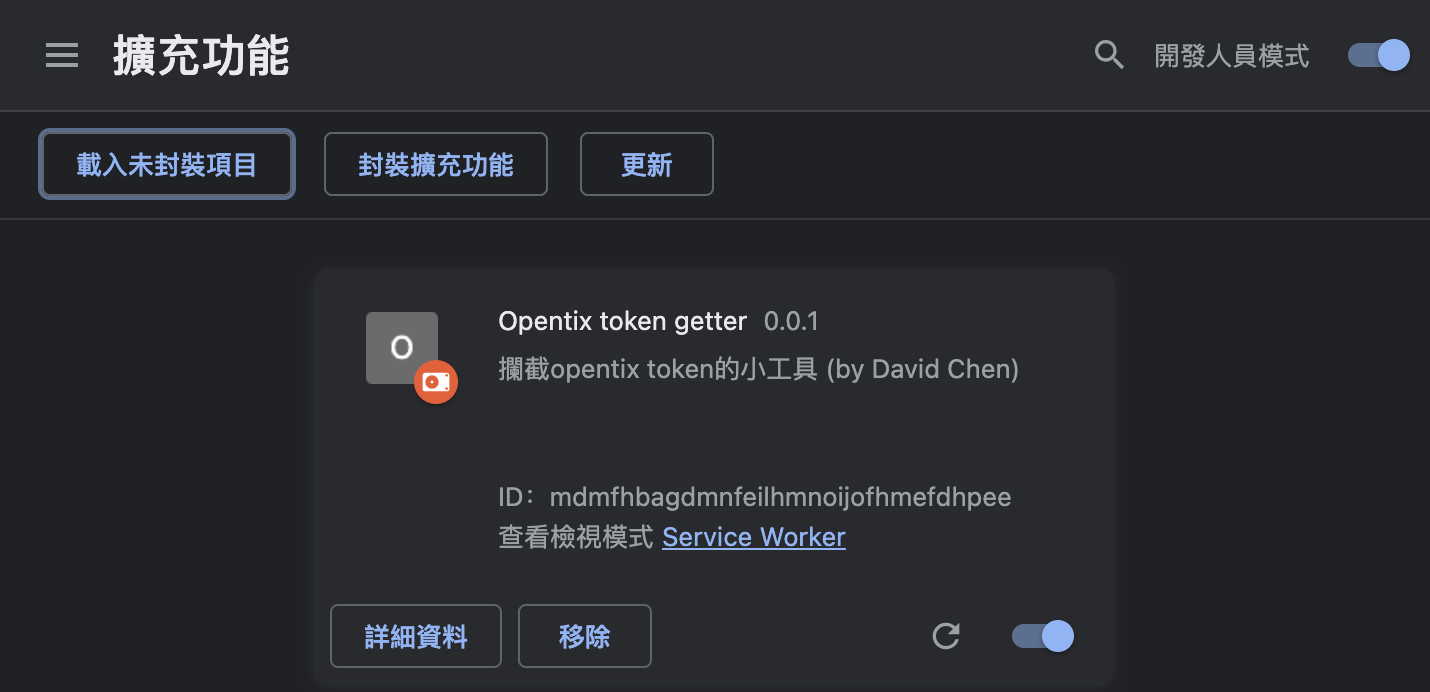 擴充功能
開發人員模式
載入未封裝項目 封裝擴充功能 更新
O
Opentix token getter 0.0.1
攔截opentix token的小工具 (by David Chen)
ID：mdmfhbagdmnfeilhmnoijofhmefdhpee
查看檢視模式 Service Worker
詳細資料 移除